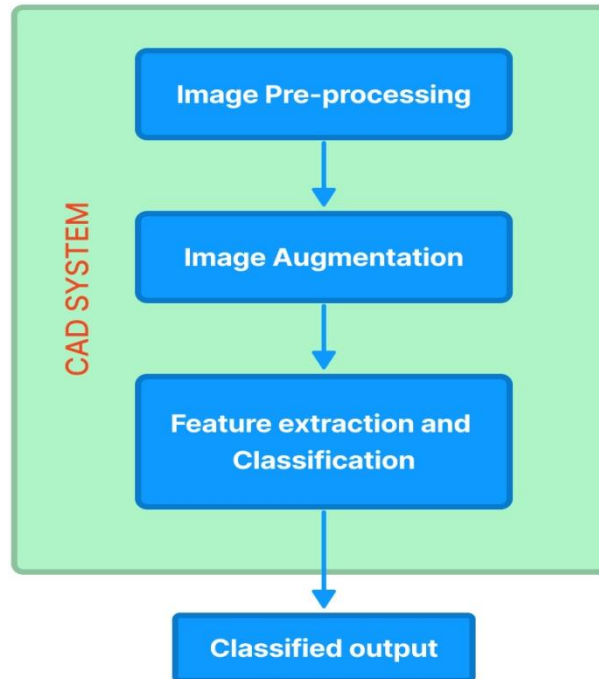 Image Pre-processing
CAD SYSTEM
Image Augmentation
Feature extraction and
Classification
Classified output